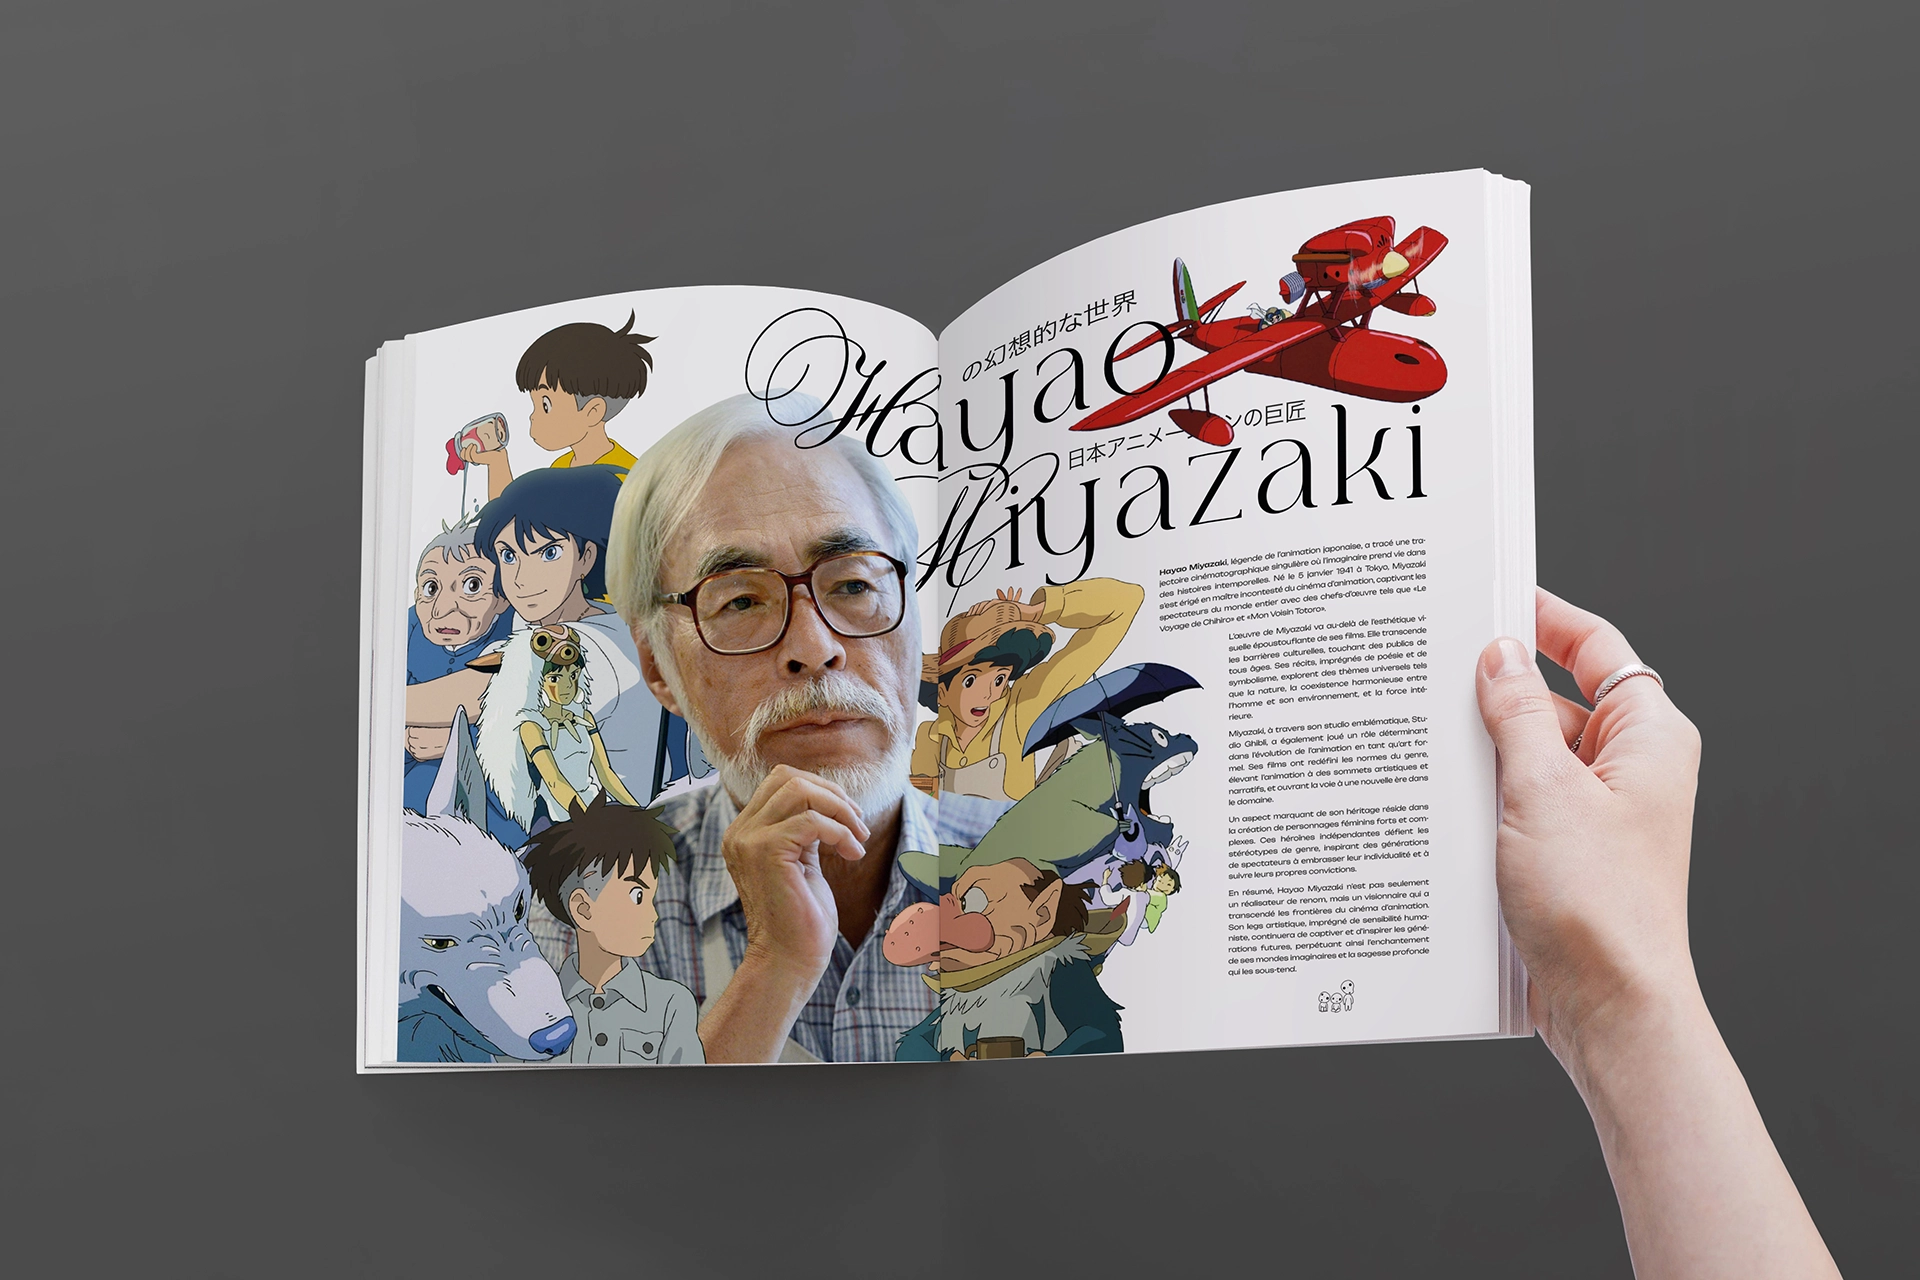 の幻想的な世界
Hayao
日本アニメーションの巨匠
Miyazaki
Hayao Miyazaki, légende de l'animation japonaise, a tracé une tra-
jectoire cinématographique singulière où l'imaginaire prend vie dans
des histoires intemporelles. Né le 5 janvier 1941 à Tokyo, Miyazaki
s'est érigé en maître incontesté du cinéma d'animation, captivant les
spectateurs du monde entier avec des chefs-d'œuvre tels que «Le
Voyage de Chihiro» et «Mon Voisin Totoro».
L'œuvre de Miyazaki va au-delà de l'esthétique vi-
suelle époustouflante de ses films. Elle transcende
les barrières culturelles, touchant des publics de
tous âges. Ses récits, imprégnés de poésie et de
symbolisme, explorent des thèmes universels tels
que la nature, la coexistence harmonieuse entre
l'homme et son environnement, et la force inté-
rieure.
Miyazaki, à travers son studio emblématique, Stu-
dio Ghibli, a également joué un rôle déterminant
dans l'évolution de l'animation en tant qu'art for-
mel. Ses films ont redéfini les normes du genre,
élevant l'animation à des sommets artistiques et
narratifs, et ouvrant la voie à une nouvelle ère dans
le domaine.
Un aspect marquant de son héritage réside dans
la création de personnages féminins forts et com-
plexes. Ces héroïnes indépendantes défient les
stéréotypes de genre, inspirant des générations
de spectateurs à embrasser leur individualité et à
suivre leurs propres convictions.
En résumé, Hayao Miyazaki n'est pas seulement
un réalisateur de renom, mais un visionnaire qui a
transcendé les frontières du cinéma d'animation.
Son legs artistique, imprégné de sensibilité huma-
niste, continuera de captiver et d'inspirer les géné-
rations futures, perpétuant ainsi l'enchantement
de ses mondes imaginaires et la sagesse profonde
qui les sous-tend.